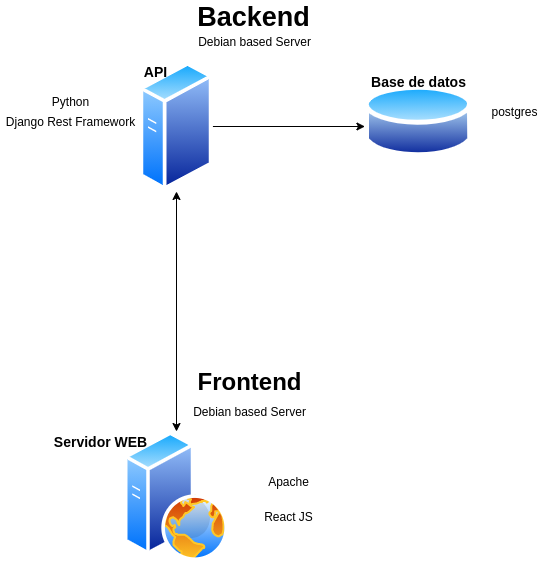 Backend
Debian based Server
API
Base de datos
Python
Django Rest Framework
postgres
Frontend
Debian based Server
Servidor WEB
Apache
React JS